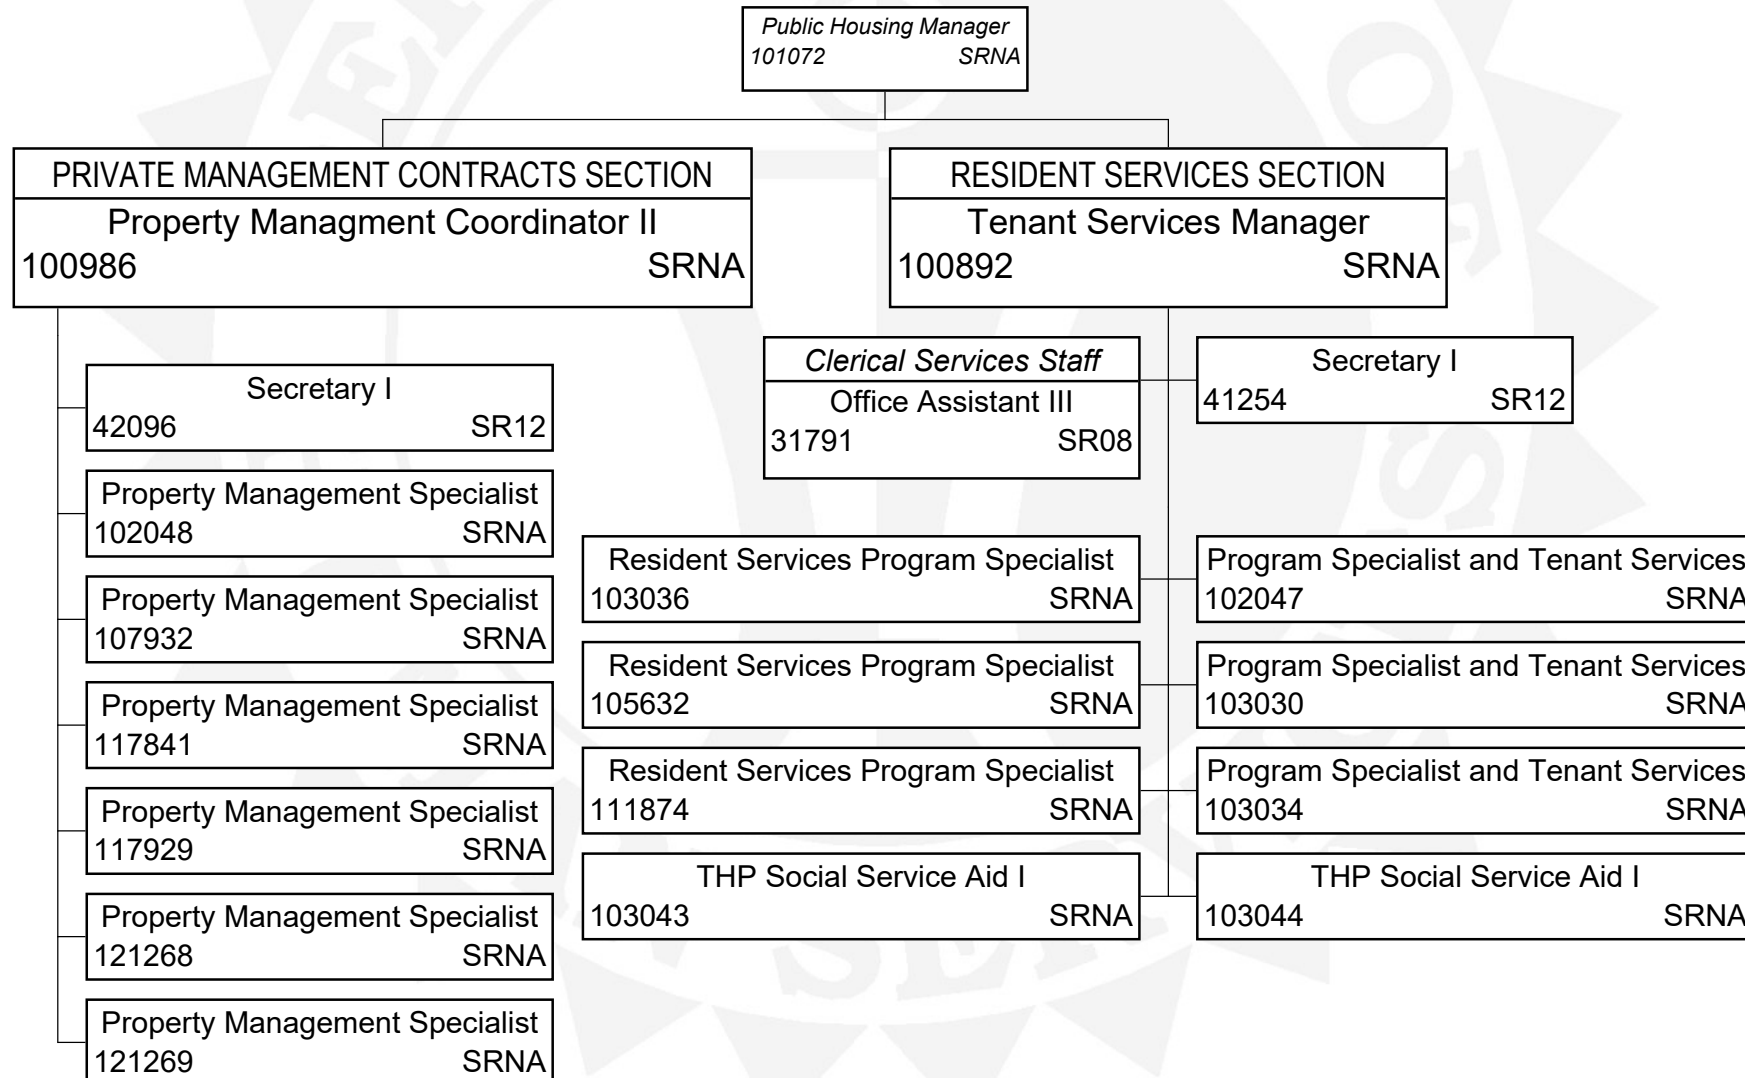 Public Housing Manager
101072 SRNA
PRIVATE MANAGEMENT CONTRACTS SECTION
Property Managment Coordinator II
100986 SRNA
Secretary I
42096 SR12
Property Management Specialist
102048 SRNA
Property Management Specialist
107932 SRNA
Property Management Specialist
117841 SRNA
Property Management Specialist
117929 SRNA
Property Management Specialist
121268 SRNA
Property Management Specialist
121269 SRNA
RESIDENT SERVICES SECTION
Tenant Services Manager
100892 SRNA
Clerical Services Staff
Office Assistant III
31791 SR08
Secretary I
41254 SR12
Resident Services Program Specialist
103036 SRNA
Program Specialist and Tenant Services
102047 SRNA
Resident Services Program Specialist
105632 SRNA
Program Specialist and Tenant Services
103030 SRNA
Resident Services Program Specialist
111874 SRNA
Program Specialist and Tenant Services
103034 SRNA
THP Social Service Aid I
103043 SRNA
THP Social Service Aid I
103044 SRNA